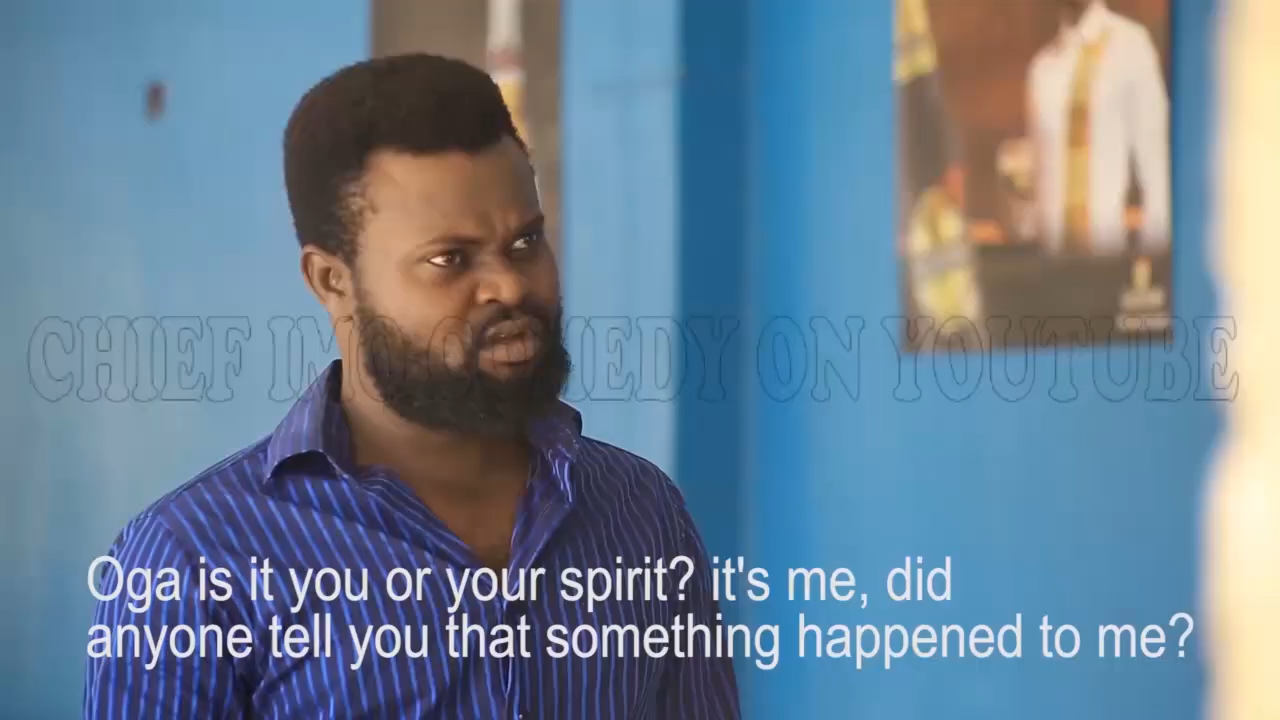 CHIEF IMO COMEDY ON YOUTUBE
Oga is it you or your spirit? it's me, did
anyone tell you that something happened to me?